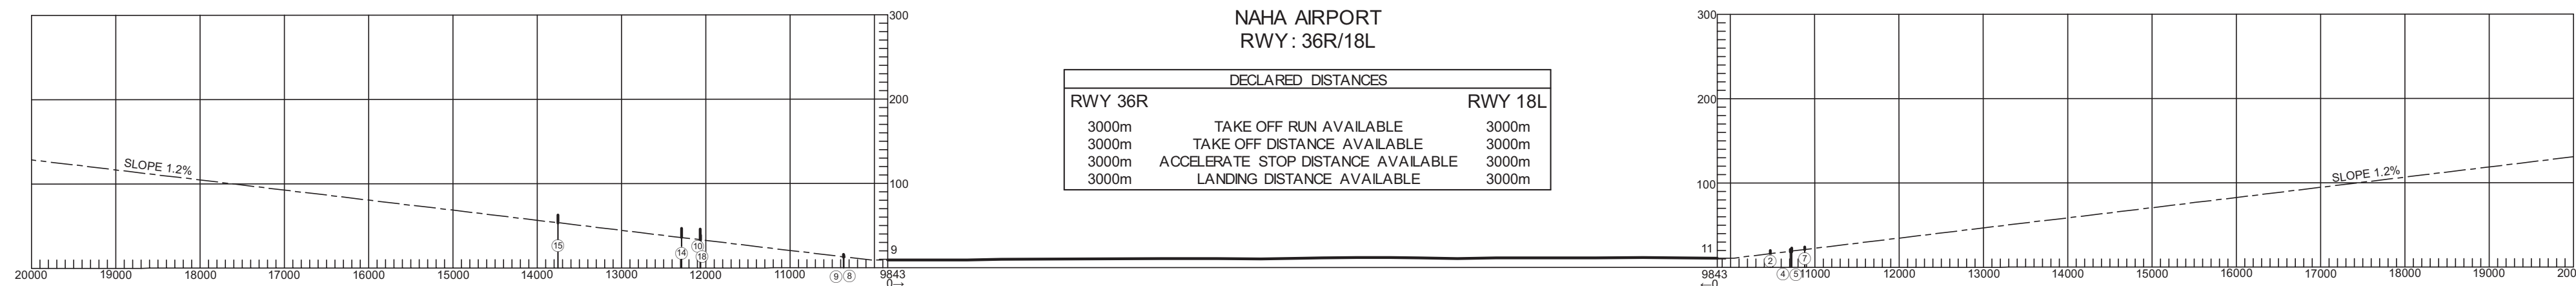 NAHA AIRPORT
RWY: 36R/18L
DECLARED DISTANCES
RWY 36R RWY 18L
3000m TAKE OFF RUN AVAILABLE 3000m
3000m TAKE OFF DISTANCE AVAILABLE 3000m
3000m ACCELERATE STOP DISTANCE AVAILABLE 3000m
3000m LANDING DISTANCE AVAILABLE 3000m
300
200
100
9
SLOPE 1.2%
15
14
10
18
9
8
20000 19000 18000 17000 16000 15000 14000 13000 12000 11000 9843
0→
300
200
100
11
SLOPE 1.2%
2
4
5
7
9843 11000 12000 13000 14000 15000 16000 17000 18000 19000 200
←0